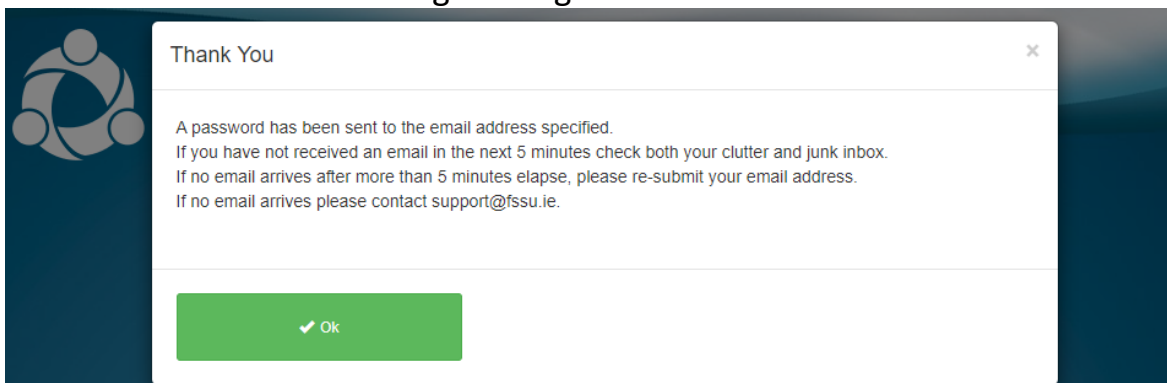 Thank You
×
A password has been sent to the email address specified.
If you have not received an email in the next 5 minutes check both your clutter and junk inbox.
If no email arrives after more than 5 minutes elapse, please re-submit your email address.
If no email arrives please contact support@fssu.ie.
✔ Ok